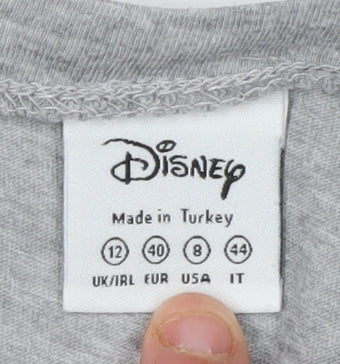 Disney
Made in Turkey
12 40 8 44
UK/IRL EUR USA IT